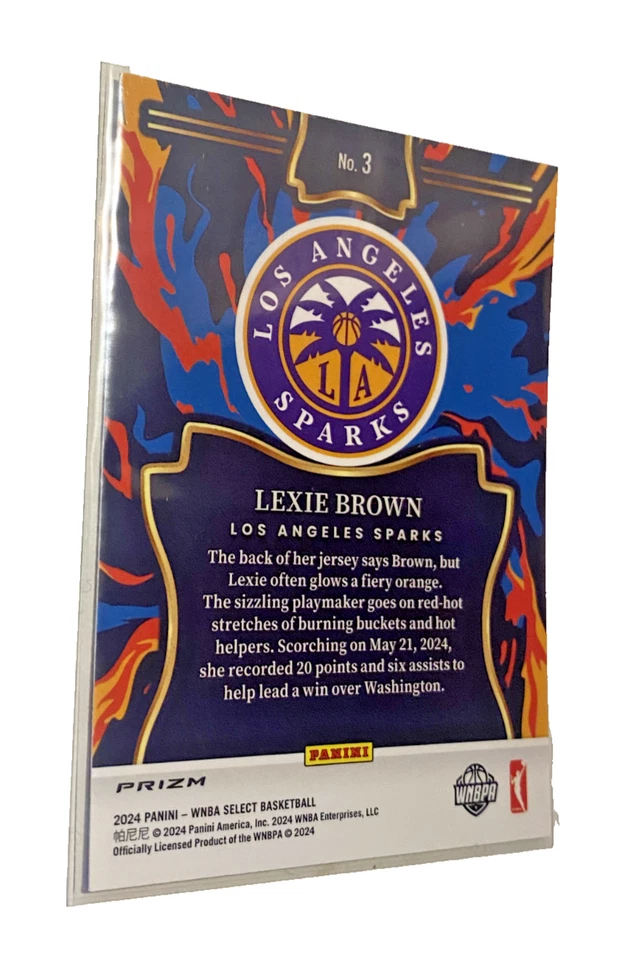 No. 3
LOS ANGELES
LA
SPARKS
LEXIE BROWN
LOS ANGELES SPARKS
The back of her jersey says Brown, but
Lexie often glows a fiery orange.
The sizzling playmaker goes on red-hot
stretches of burning buckets and hot
helpers. Scorching on May 21, 2024,
she recorded 20 points and six assists to
help lead a win over Washington.
PANINI
PRIZM
2024 PANINI – WNBA SELECT BASKETBALL
帕尼尼 © 2024 Panini America, Inc. 2024 WNBA Enterprises, LLC
Officially Licensed Product of the WNBPA © 2024
WNBPA